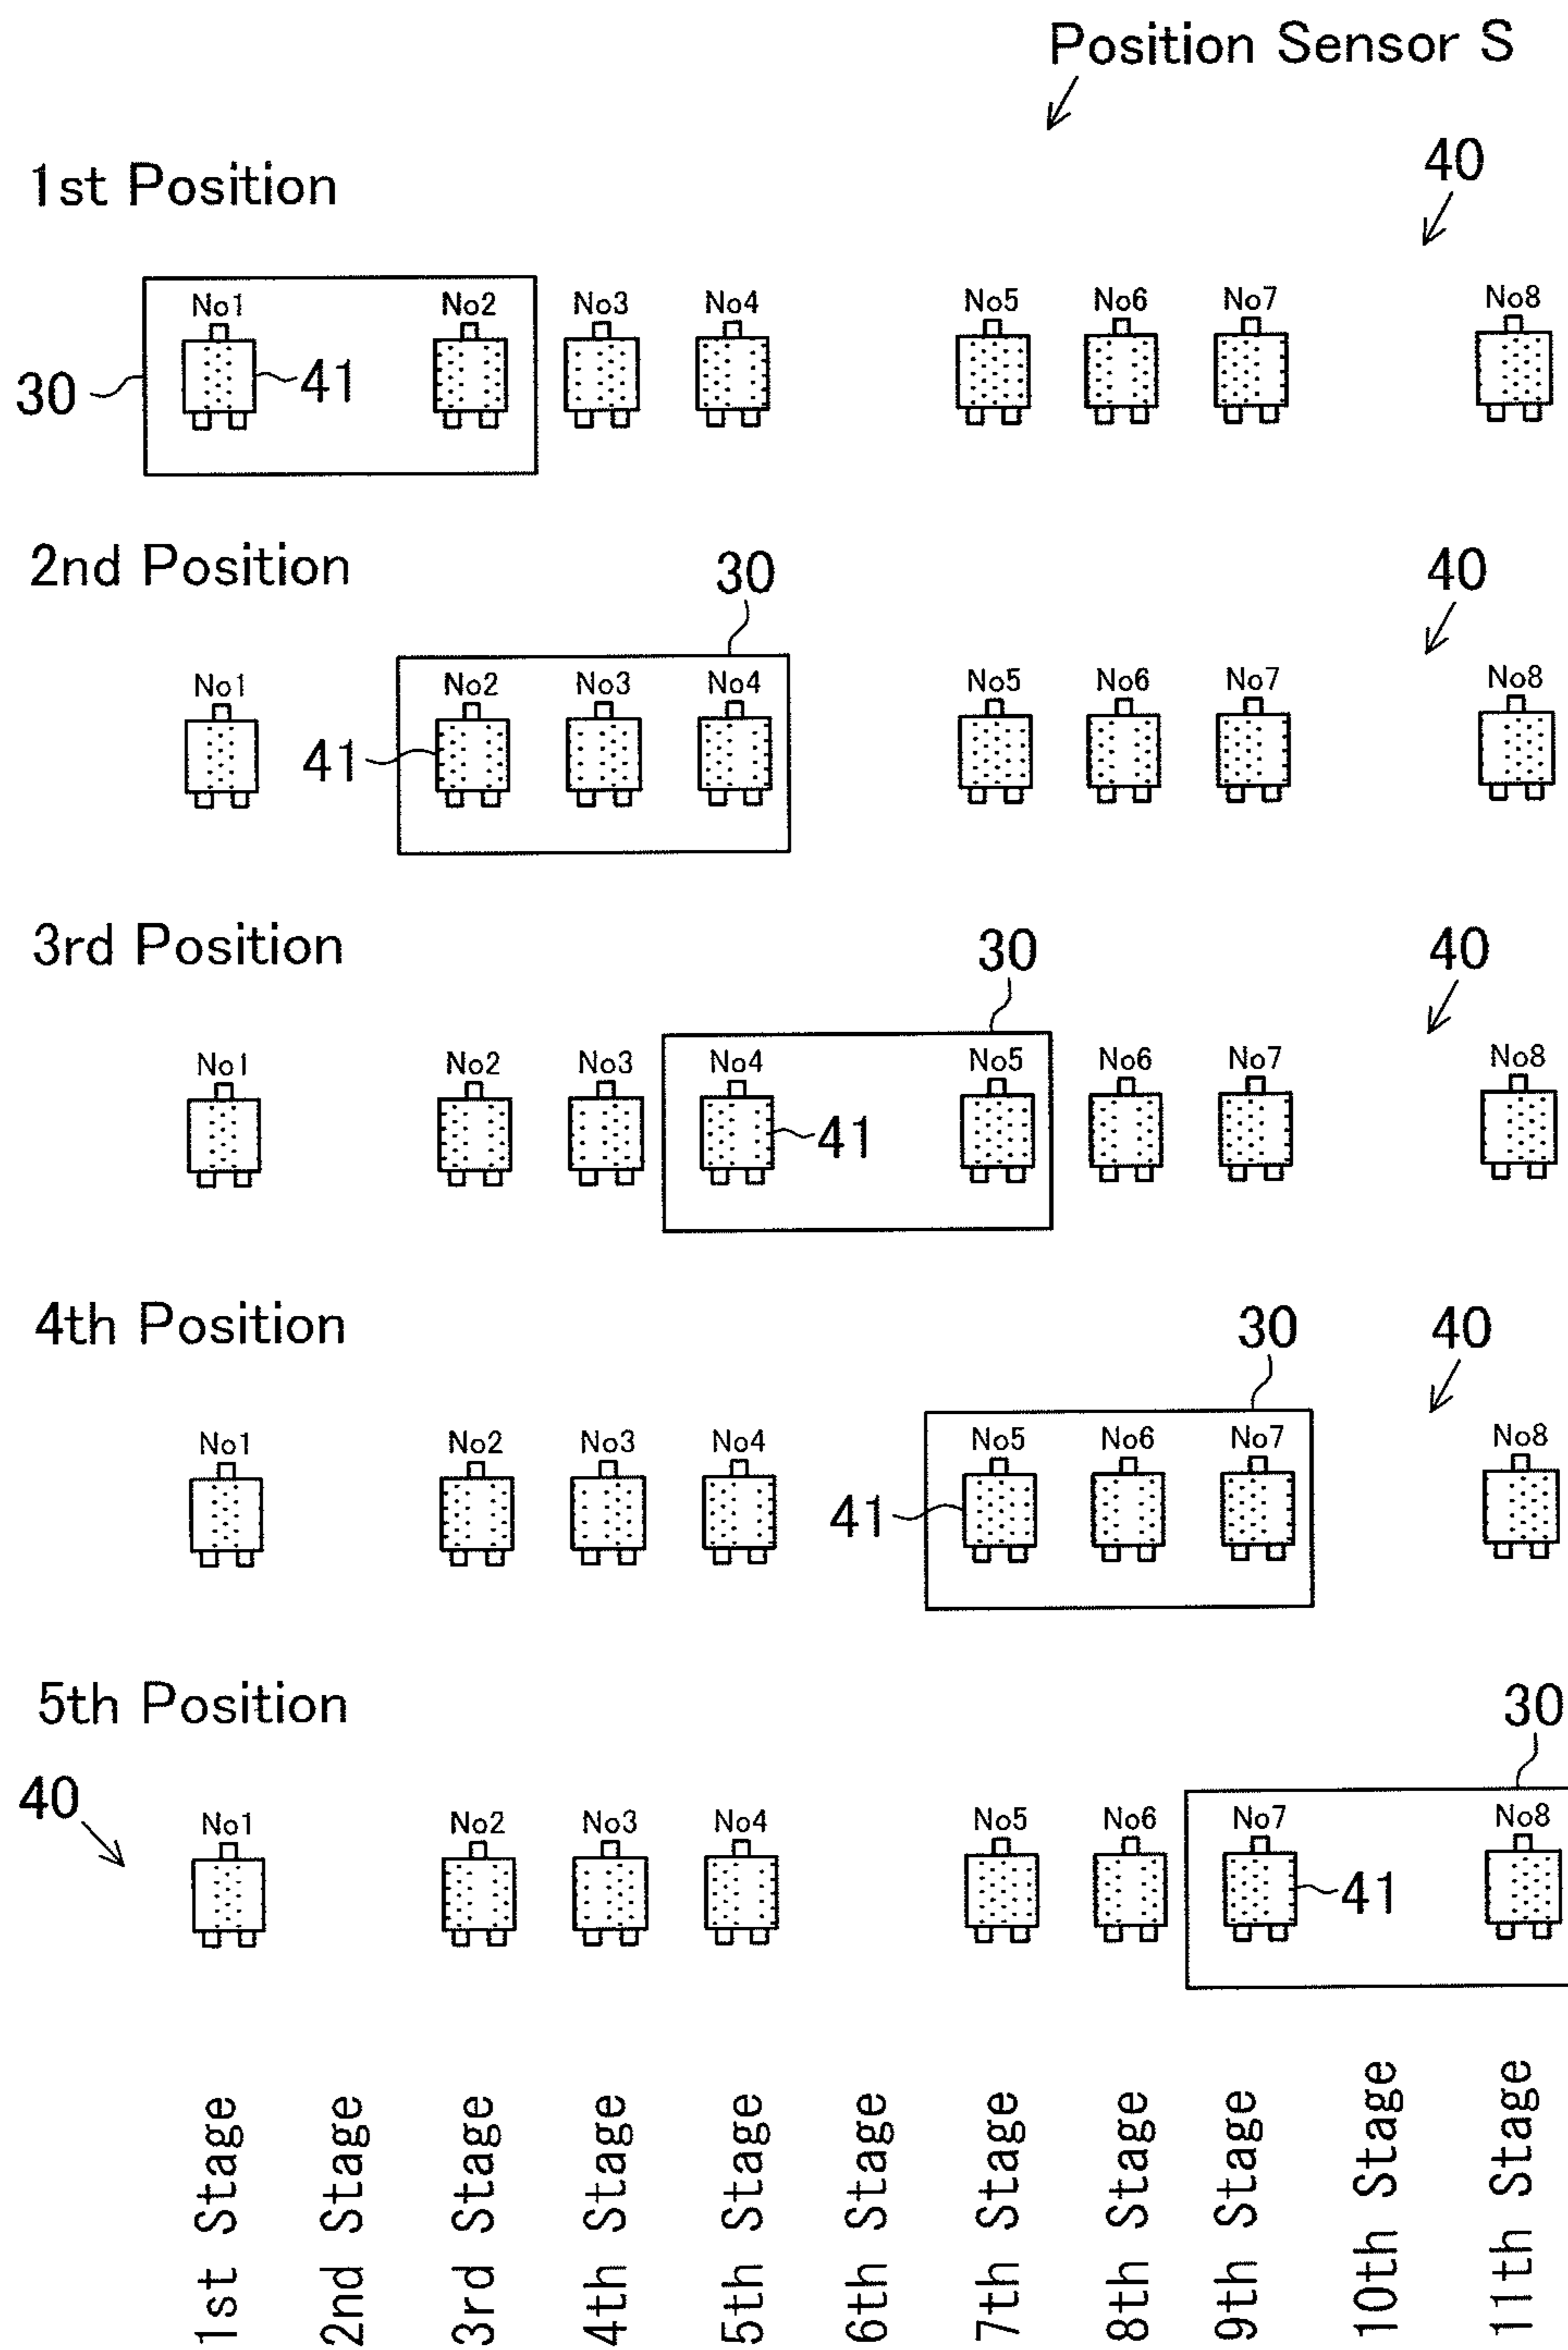 Position Sensor S
1st Position
40
No1 No2 No3 No4 No5 No6 No7 No8
30 41
2nd Position
30 40
No1 No2 No3 No4 No5 No6 No7 No8
41
3rd Position
30 40
No1 No2 No3 No4 No5 No6 No7 No8
41
4th Position
30 40
No1 No2 No3 No4 No5 No6 No7 No8
41
5th Position
30
40
No1 No2 No3 No4 No5 No6 No7 No8
41
1st Stage
2nd Stage
3rd Stage
4th Stage
5th Stage
6th Stage
7th Stage
8th Stage
9th Stage
10th Stage
11th Stage